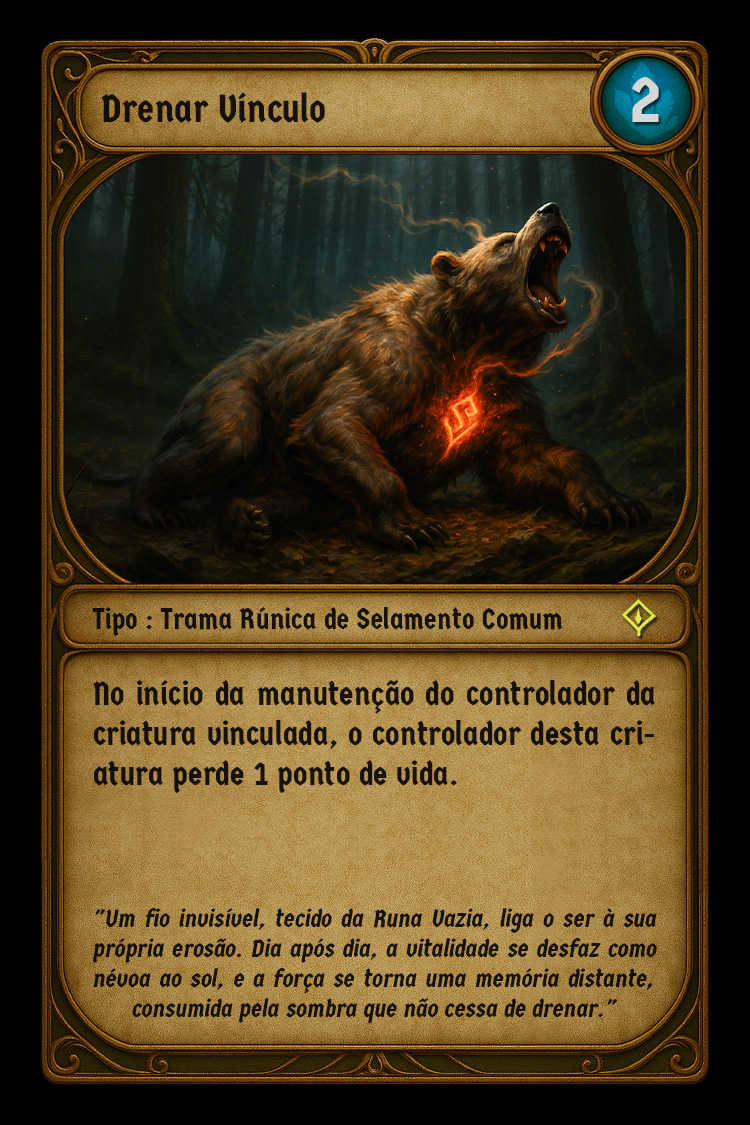 Drenar Vínculo
2
Tipo : Trama Rúnica de Selamento Comum
No início da manutenção do controlador da
criatura vinculada, o controlador desta cri-
atura perde 1 ponto de vida.
"Um fio invisível, tecido da Runa Vazia, liga o ser à sua
própria erosão. Dia após dia, a vitalidade se desfaz como
névoa ao sol, e a força se torna uma memória distante,
consumida pela sombra que não cessa de drenar."